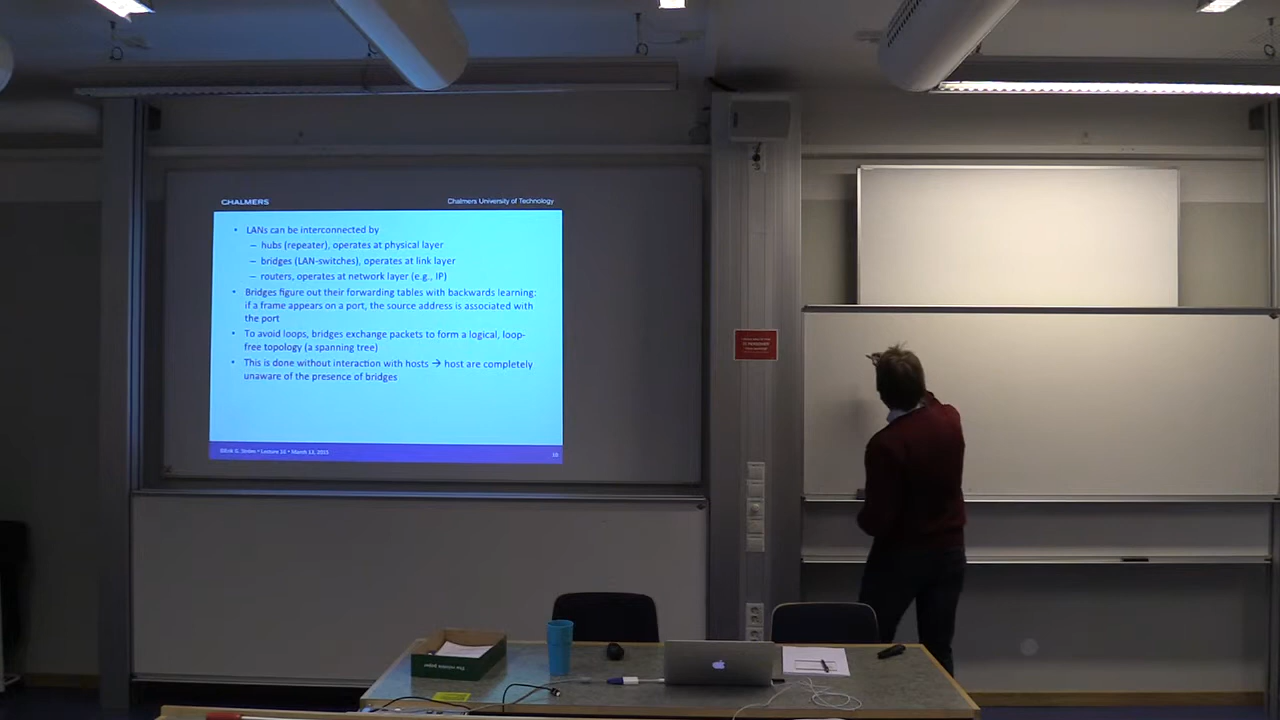 CHALMERS
Chalmers University of Technology
• LANs can be interconnected by
– hubs (repeater), operates at physical layer
– bridges (LAN-switches), operates at link layer
– routers, operates at network layer (e.g., IP)
• Bridges figure out their forwarding tables with backwards learning:
if a frame appears on a port, the source address is associated with
the port
• To avoid loops, bridges exchange packets to form a logical, loop-
free topology (a spanning tree)
• This is done without interaction with hosts → host are completely
unaware of the presence of bridges
10